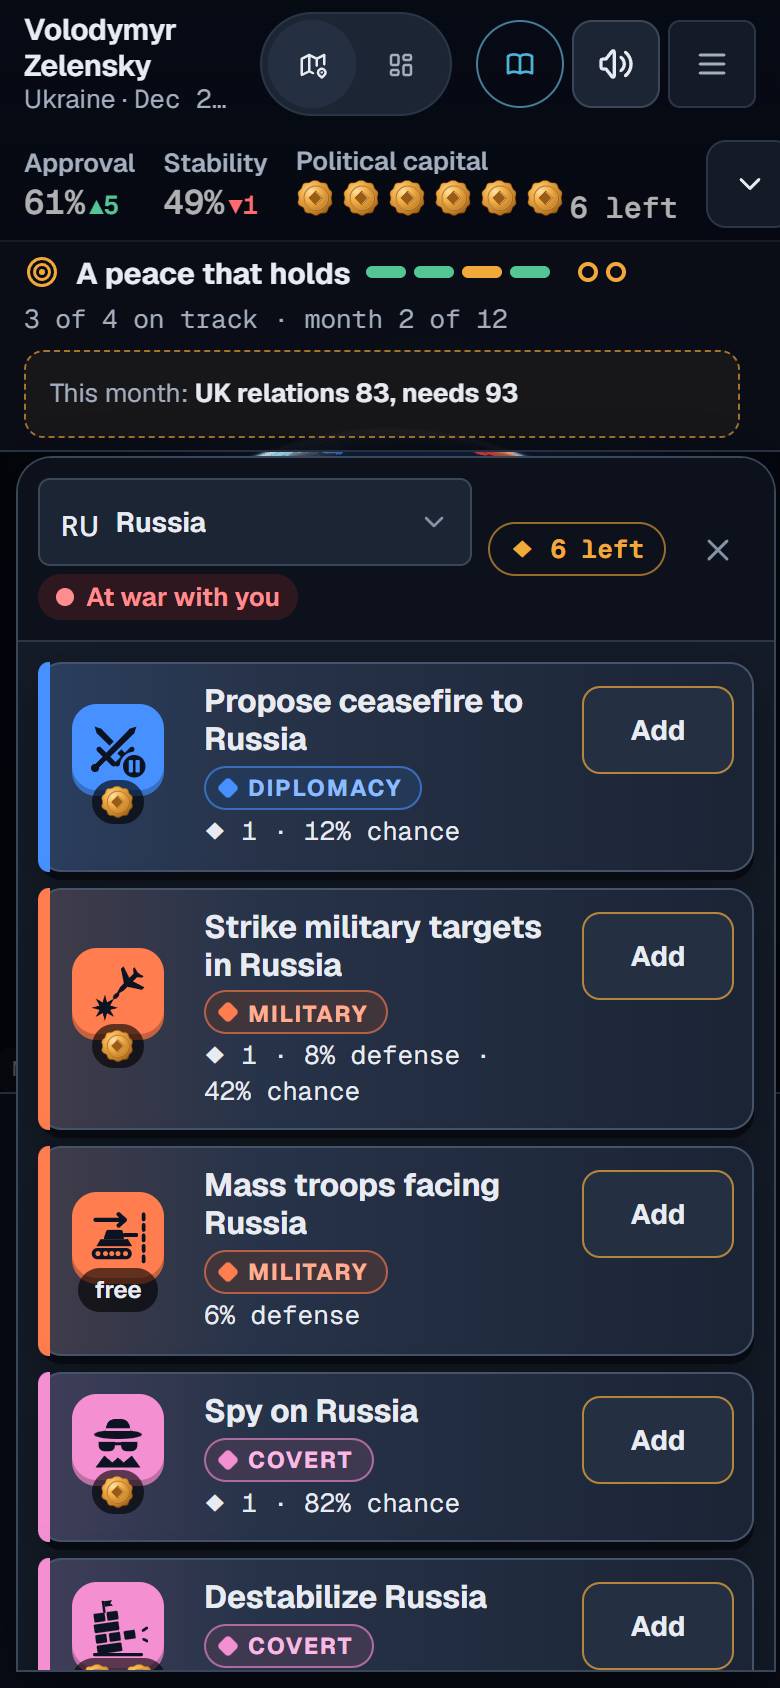 Volodymyr
Zelensky
Ukraine · Dec 2…
Approval
61% ▲5
Stability
49% ▼1
Political capital
6 left
A peace that holds
3 of 4 on track · month 2 of 12
This month: UK relations 83, needs 93
RU Russia
6 left
At war with you
Propose ceasefire to
Russia
DIPLOMACY
◆ 1 · 12% chance
Add
Strike military targets
in Russia
MILITARY
◆ 1 · 8% defense ·
42% chance
Add
Mass troops facing
Russia
MILITARY
6% defense
free
Add
Spy on Russia
COVERT
◆ 1 · 82% chance
Add
Destabilize Russia
COVERT
Add